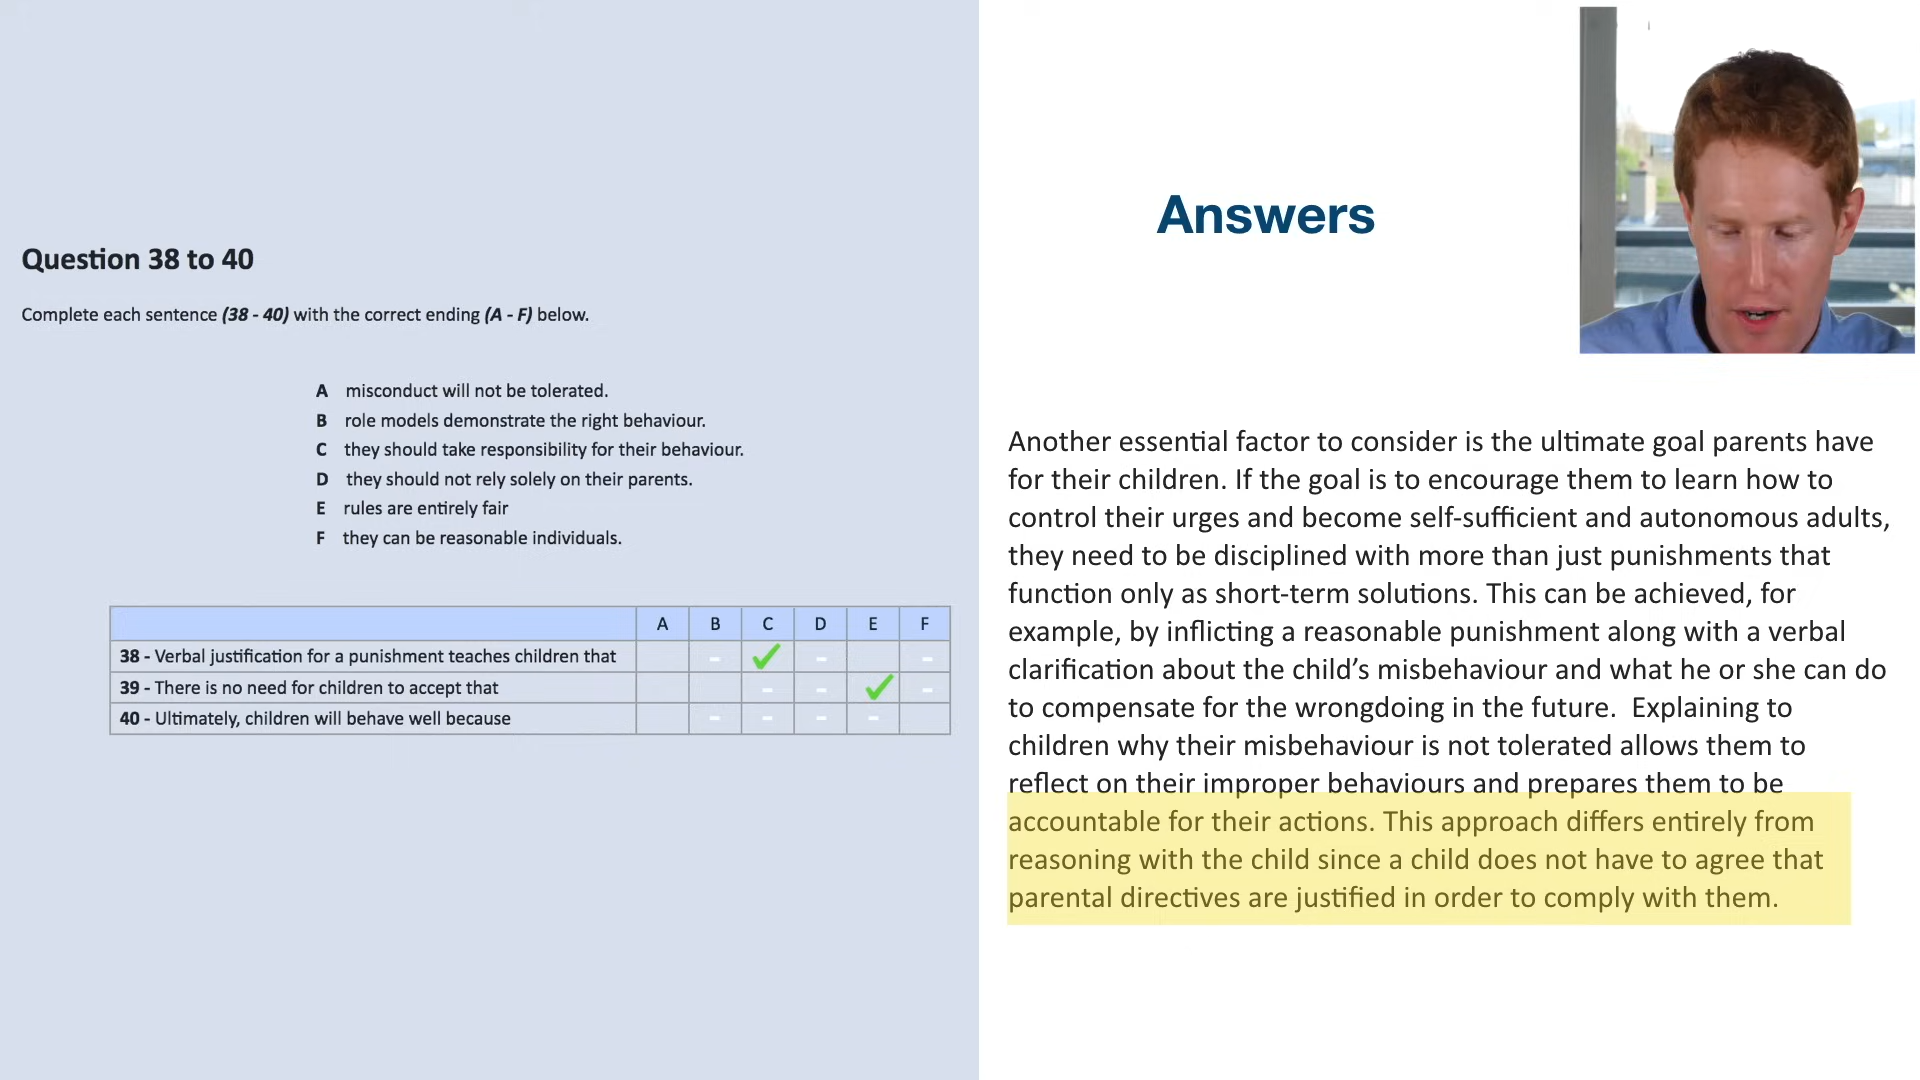 Question 38 to 40
Complete each sentence (38 - 40) with the correct ending (A - F) below.
A misconduct will not be tolerated.
B role models demonstrate the right behaviour.
C they should take responsibility for their behaviour.
D they should not rely solely on their parents.
E rules are entirely fair
F they can be reasonable individuals.
A B C D E F
38 - Verbal justification for a punishment teaches children that - ✓ - -
39 - There is no need for children to accept that - - ✓ -
40 - Ultimately, children will behave well because - - - -
Answers
Another essential factor to consider is the ultimate goal parents have
for their children. If the goal is to encourage them to learn how to
control their urges and become self-sufficient and autonomous adults,
they need to be disciplined with more than just punishments that
function only as short-term solutions. This can be achieved, for
example, by inflicting a reasonable punishment along with a verbal
clarification about the child’s misbehaviour and what he or she can do
to compensate for the wrongdoing in the future. Explaining to
children why their misbehaviour is not tolerated allows them to
reflect on their improper behaviours and prepares them to be
accountable for their actions. This approach differs entirely from
reasoning with the child since a child does not have to agree that
parental directives are justified in order to comply with them.